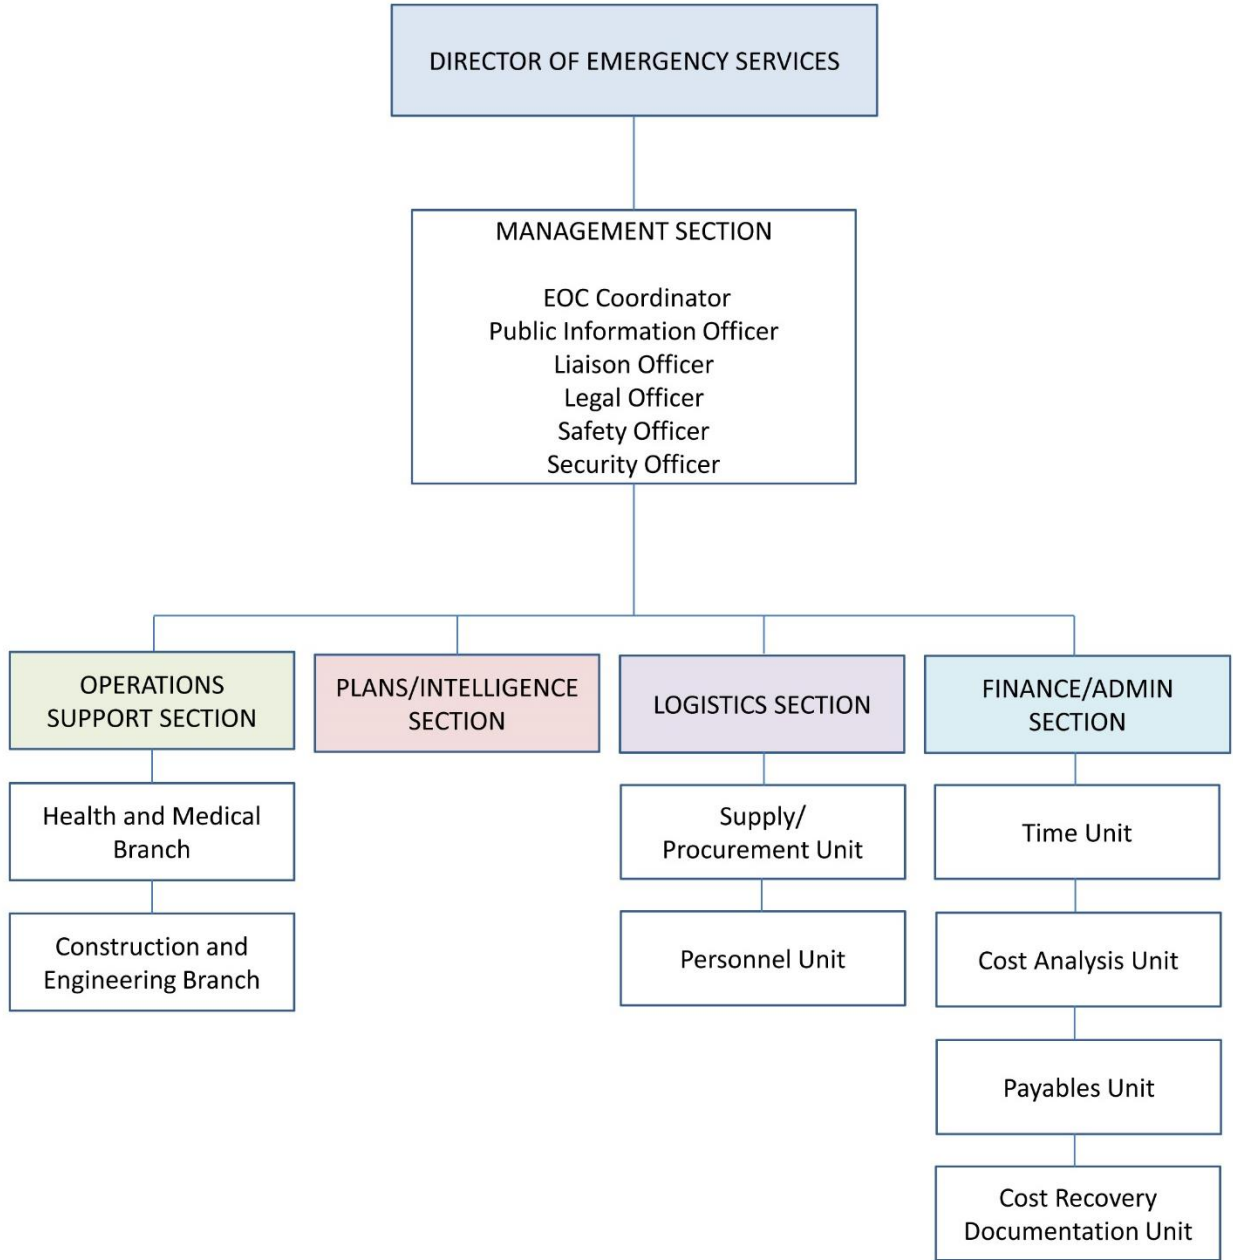 DIRECTOR OF EMERGENCY SERVICES
MANAGEMENT SECTION
EOC Coordinator
Public Information Officer
Liaison Officer
Legal Officer
Safety Officer
Security Officer
OPERATIONS
SUPPORT SECTION
Health and Medical
Branch
Construction and
Engineering Branch
PLANS/INTELLIGENCE
SECTION
LOGISTICS SECTION
Supply/
Procurement Unit
Personnel Unit
FINANCE/ADMIN
SECTION
Time Unit
Cost Analysis Unit
Payables Unit
Cost Recovery
Documentation Unit